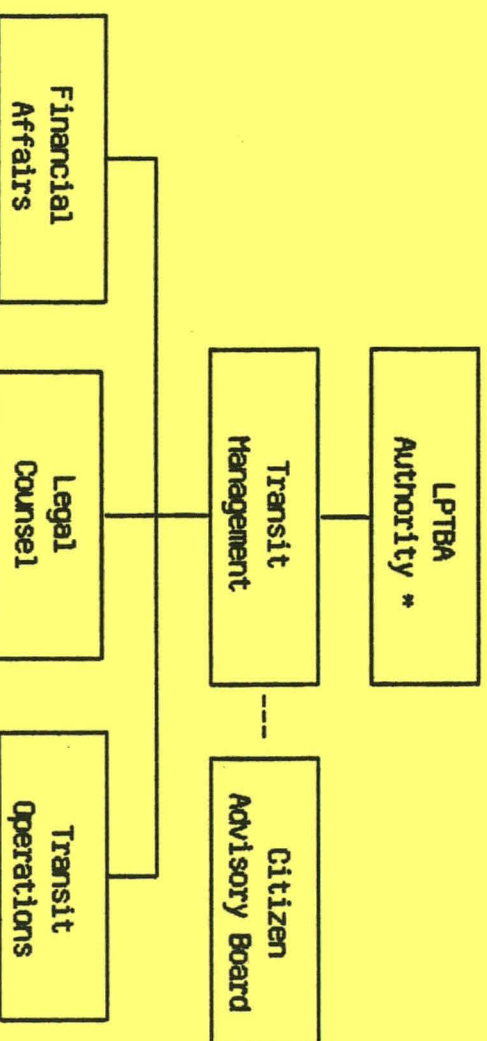 LPTBA
Authority *
Transit
Management
Citizen
Advisory Board
Financial
Affairs
Legal
Counsel
Transit
Operations